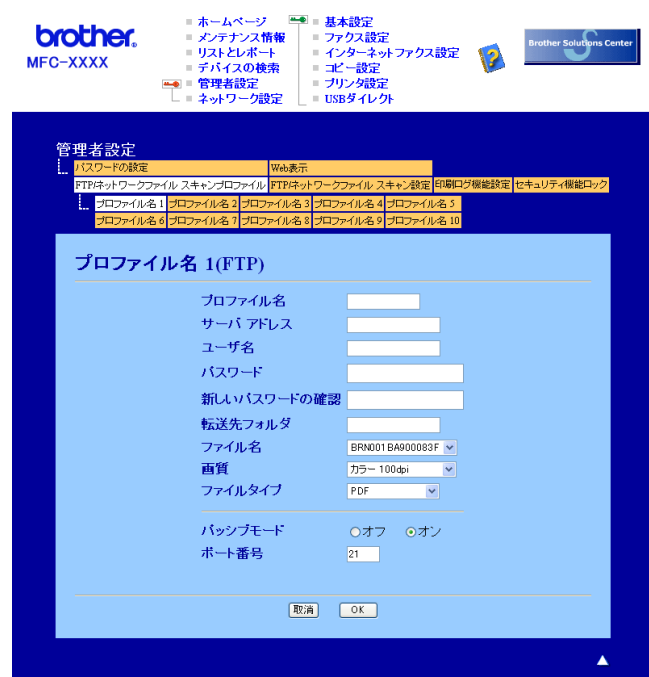 brother.
MFC-XXXX
ホームページ
メンテナンス情報
リストとレポート
デバイスの検索
管理者設定
ネットワーク設定
基本設定
ファクス設定
インターネットファクス設定
コピー設定
プリンタ設定
USBダイレクト
Brother Solutions Center
管理者設定
パスワードの設定 Web表示
FTP/ネットワークファイル スキャンプロファイル FTP/ネットワークファイル スキャン設定 印刷ログ機能設定 セキュリティ機能ロック
プロファイル名 1 プロファイル名 2 プロファイル名 3 プロファイル名 4 プロファイル名 5
プロファイル名 6 プロファイル名 7 プロファイル名 8 プロファイル名 9 プロファイル名 10
プロファイル名 1(FTP)
プロファイル名
サーバ アドレス
ユーザ名
パスワード
新しいパスワードの確認
転送先フォルダ
ファイル名 BRN001BA900083F
画質 カラー 100dpi
ファイルタイプ PDF
パッシブモード オフ オン
ポート番号 21
取消 OK